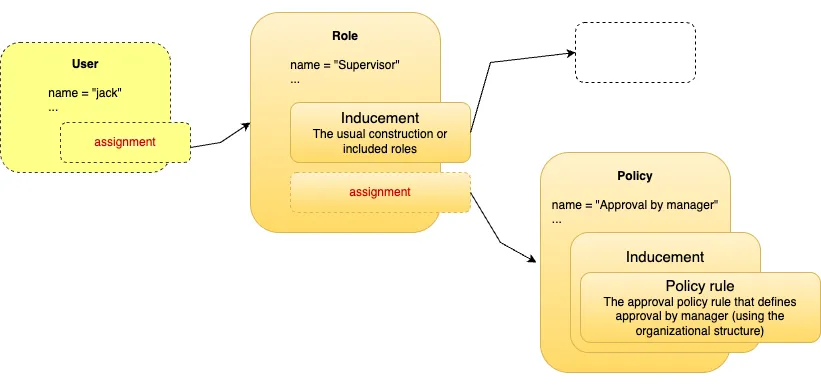 User
name = "jack"
...
assignment
Role
name = "Supervisor"
...
Inducement
The usual construction or
included roles
assignment
Policy
name = "Approval by manager"
...
Inducement
Policy rule
The approval policy rule that defines
approval by manager (using the
organizational structure)